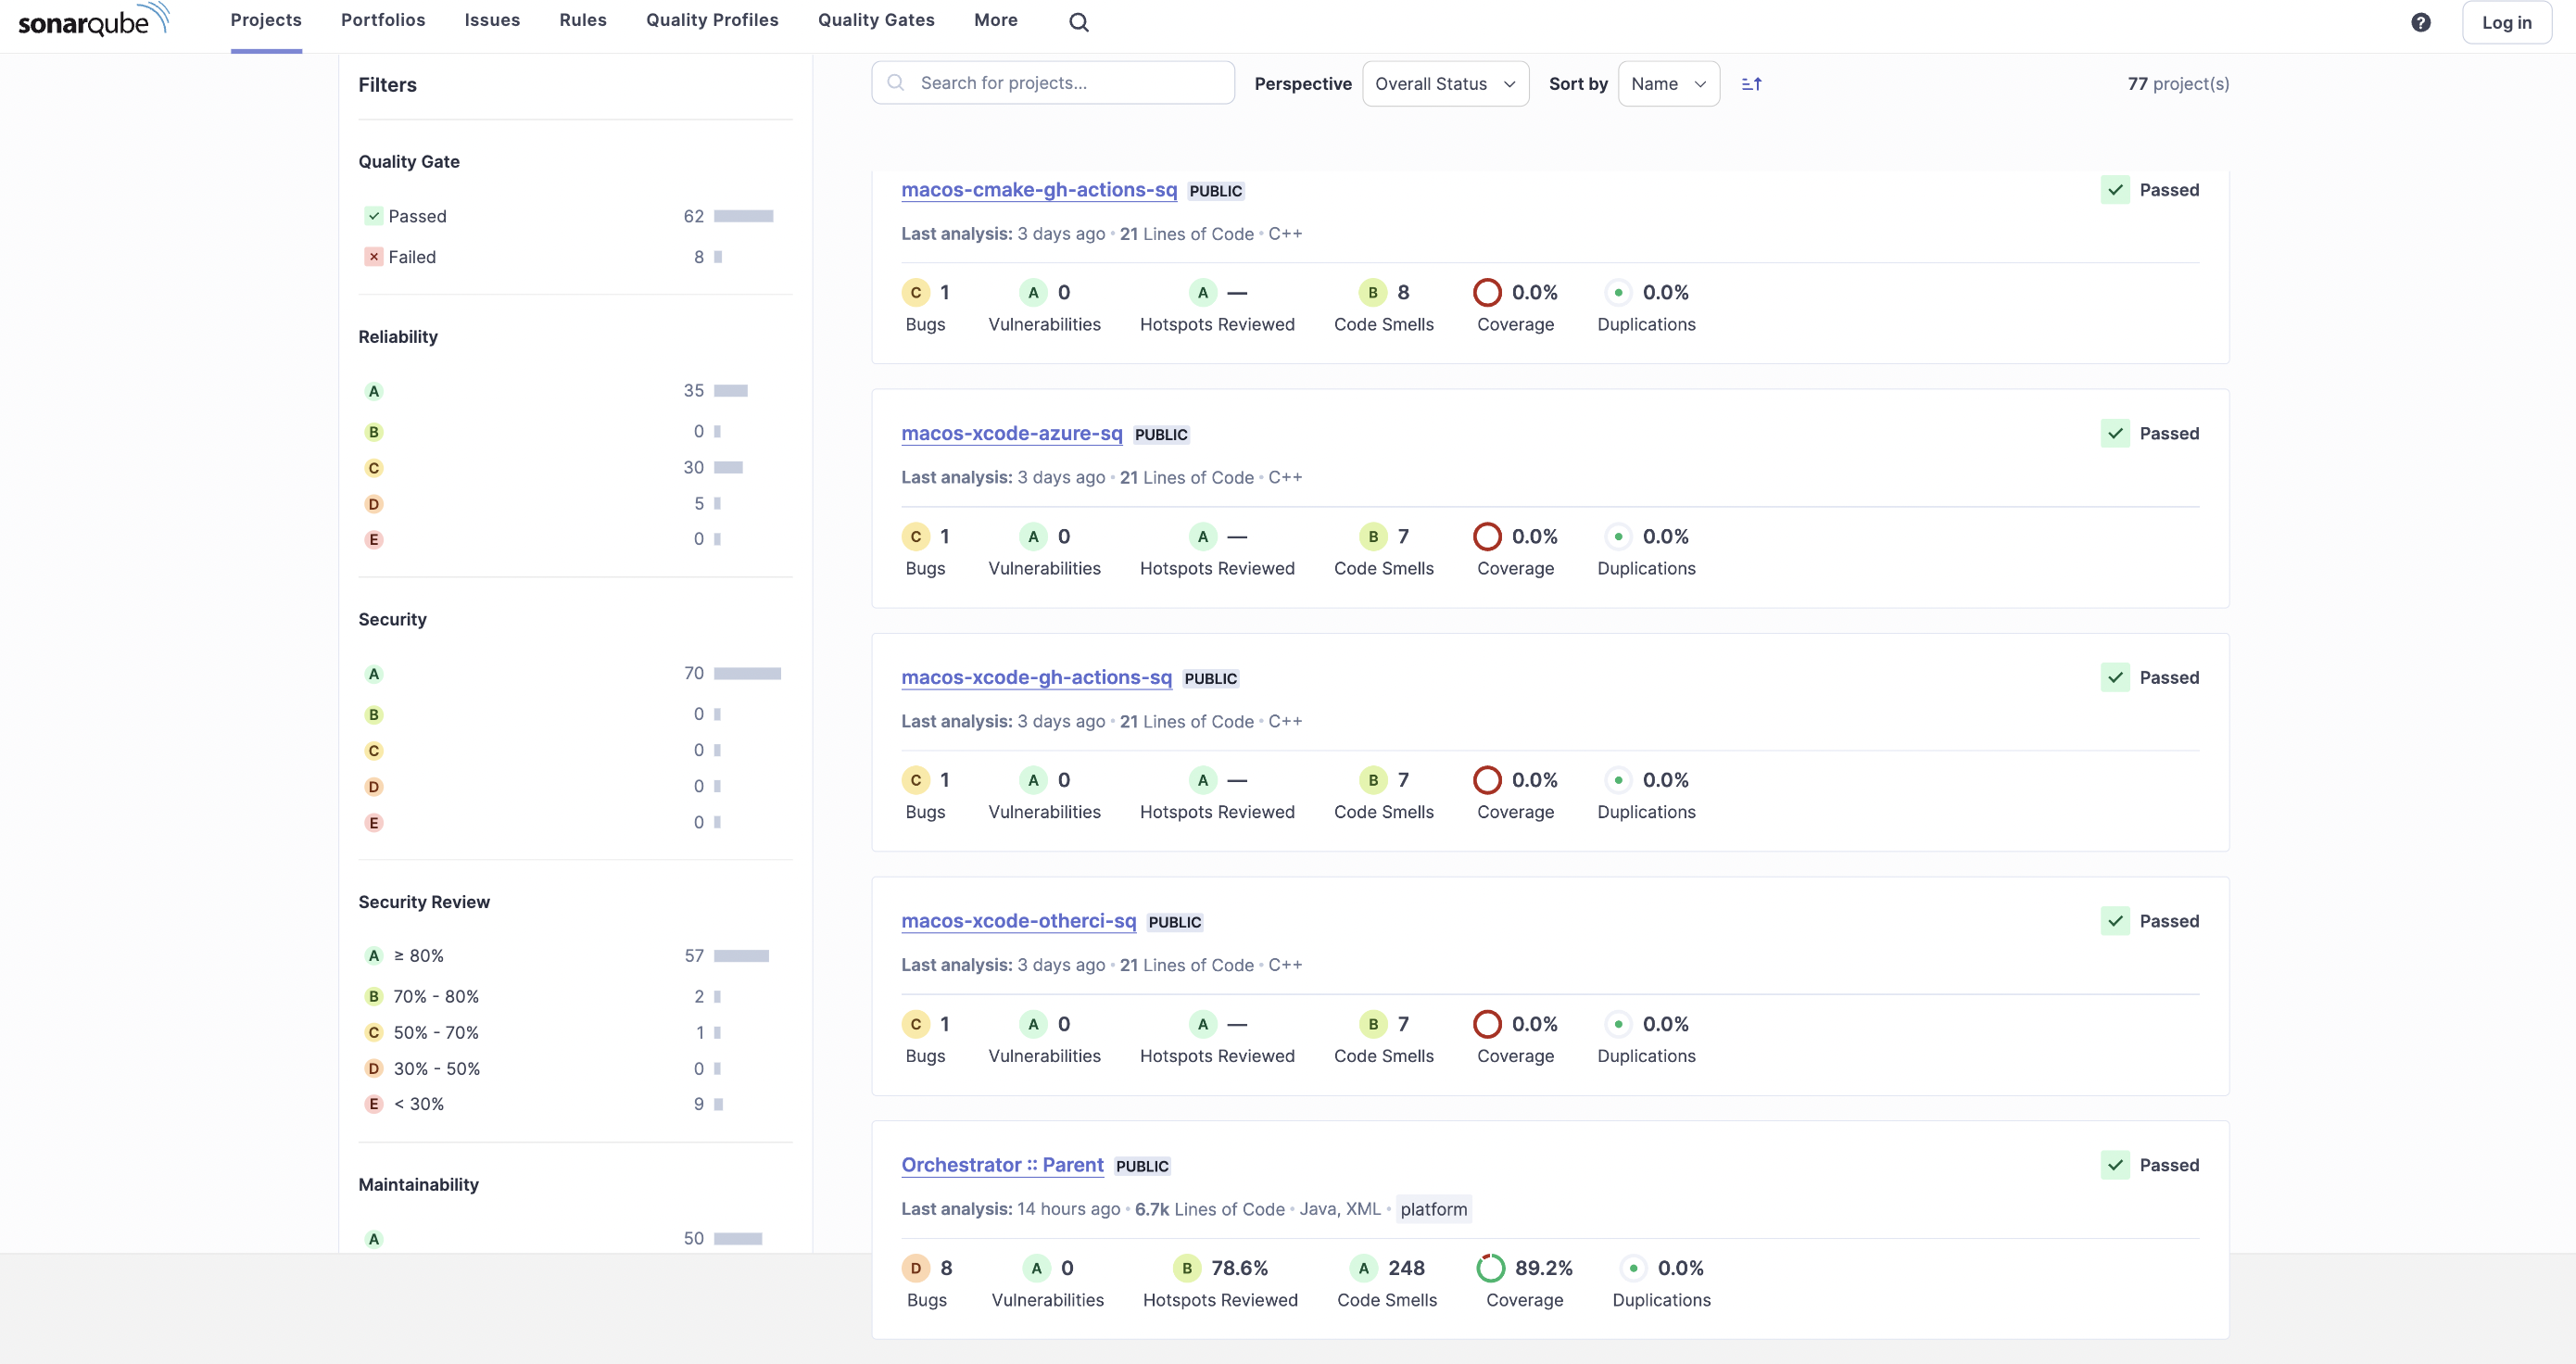 sonarqube Projects Portfolios Issues Rules Quality Profiles Quality Gates More ? Log in
Filters
Quality Gate
Passed 62
Failed 8
Reliability
A 35
B 0
C 30
D 5
E 0
Security
A 70
B 0
C 0
D 0
E 0
Security Review
A ≥ 80% 57
B 70% - 80% 2
C 50% - 70% 1
D 30% - 50% 0
E < 30% 9
Maintainability
A 50
Search for projects... Perspective Overall Status Sort by Name 77 project(s)
macos-cmake-gh-actions-sq PUBLIC Passed
Last analysis: 3 days ago • 21 Lines of Code • C++
C 1 A 0 A — B 8 0.0% 0.0%
Bugs Vulnerabilities Hotspots Reviewed Code Smells Coverage Duplications
macos-xcode-azure-sq PUBLIC Passed
Last analysis: 3 days ago • 21 Lines of Code • C++
C 1 A 0 A — B 7 0.0% 0.0%
Bugs Vulnerabilities Hotspots Reviewed Code Smells Coverage Duplications
macos-xcode-gh-actions-sq PUBLIC Passed
Last analysis: 3 days ago • 21 Lines of Code • C++
C 1 A 0 A — B 7 0.0% 0.0%
Bugs Vulnerabilities Hotspots Reviewed Code Smells Coverage Duplications
macos-xcode-otherci-sq PUBLIC Passed
Last analysis: 3 days ago • 21 Lines of Code • C++
C 1 A 0 A — B 7 0.0% 0.0%
Bugs Vulnerabilities Hotspots Reviewed Code Smells Coverage Duplications
Orchestrator :: Parent PUBLIC Passed
Last analysis: 14 hours ago • 6.7k Lines of Code • Java, XML • platform
D 8 A 0 B 78.6% A 248 89.2% 0.0%
Bugs Vulnerabilities Hotspots Reviewed Code Smells Coverage Duplications